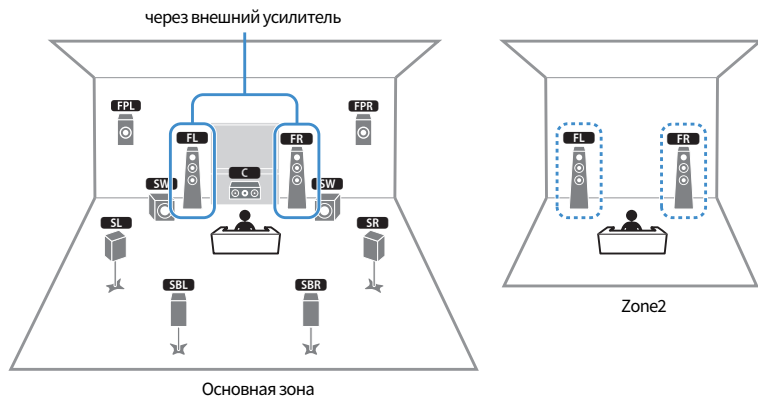 через внешний усилитель
FPL
FPR
FL
FR
C
SW
SW
SL
SR
SBL
SBR
Основная зона
FL
FR
Zone2